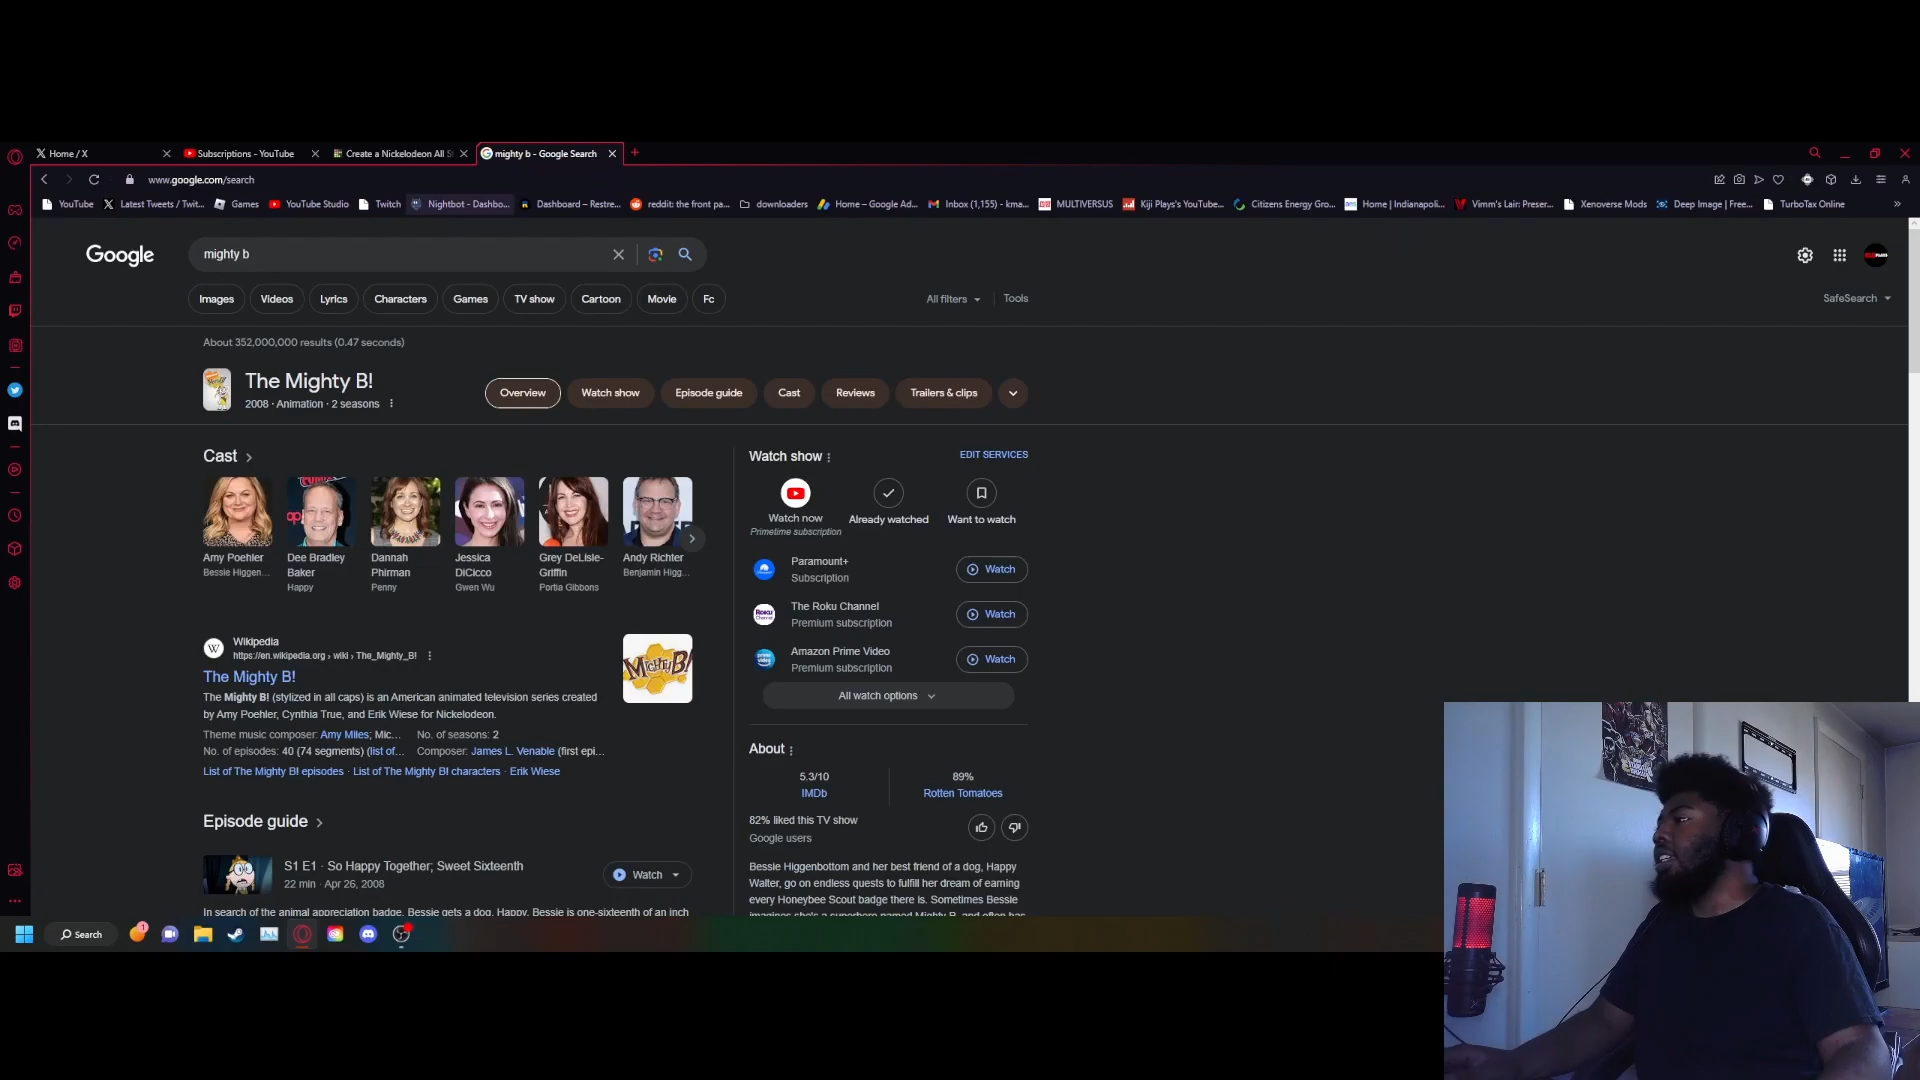 Home / X
Subscriptions - YouTube
Create a Nickelodeon All S
mighty b - Google Search
www.google.com/search
YouTube
Latest Tweets / Twit...
Games
YouTube Studio
Twitch
Nightbot - Dashbo...
Dashboard – Restre...
reddit: the front pa...
downloaders
Home – Google Ad...
Inbox (1,155) - kma...
MULTIVERSUS
Kiji Plays's YouTube...
Citizens Energy Gro...
Home | Indianapoli...
Vimm's Lair: Preser...
Xenoverse Mods
Deep Image | Free...
TurboTax Online
Google
mighty b
Images
Videos
Lyrics
Characters
Games
TV show
Cartoon
Movie
Fc
All filters
Tools
SafeSearch
About 352,000,000 results (0.47 seconds)
The Mighty B!
2008 · Animation · 2 seasons
Overview
Watch show
Episode guide
Cast
Reviews
Trailers & clips
Cast
Amy Poehler
Bessie Higgen...
Dee Bradley
Baker
Happy
Dannah
Phirman
Penny
Jessica
DiCicco
Gwen Wu
Grey DeLisle-
Griffin
Portia Gibbons
Andy Richter
Benjamin Higg...
Wikipedia
https://en.wikipedia.org › wiki › The_Mighty_B!
The Mighty B!
The Mighty B! (stylized in all caps) is an American animated television series created
by Amy Poehler, Cynthia True, and Erik Wiese for Nickelodeon.
Theme music composer: Amy Miles; Mic... No. of seasons: 2
No. of episodes: 40 (74 segments) (list of... Composer: James L. Venable (first epi...
List of The Mighty B! episodes · List of The Mighty B! characters · Erik Wiese
MIGHTY B!
Episode guide
S1 E1 · So Happy Together; Sweet Sixteenth
22 min · Apr 26, 2008
Watch
In search of the animal appreciation badge, Bessie gets a dog, Happy. Bessie is one-sixteenth of an inch
Watch show
EDIT SERVICES
Watch now
Primetime subscription
Already watched
Want to watch
Paramount+
Subscription
Watch
The Roku Channel
Premium subscription
Watch
Amazon Prime Video
Premium subscription
Watch
All watch options
About
5.3/10
IMDb
89%
Rotten Tomatoes
82% liked this TV show
Google users
Bessie Higgenbottom and her best friend of a dog, Happy
Walter, go on endless quests to fulfill her dream of earning
every Honeybee Scout badge there is. Sometimes Bessie
imagines she's a superhero named Mighty B, and often has
Search